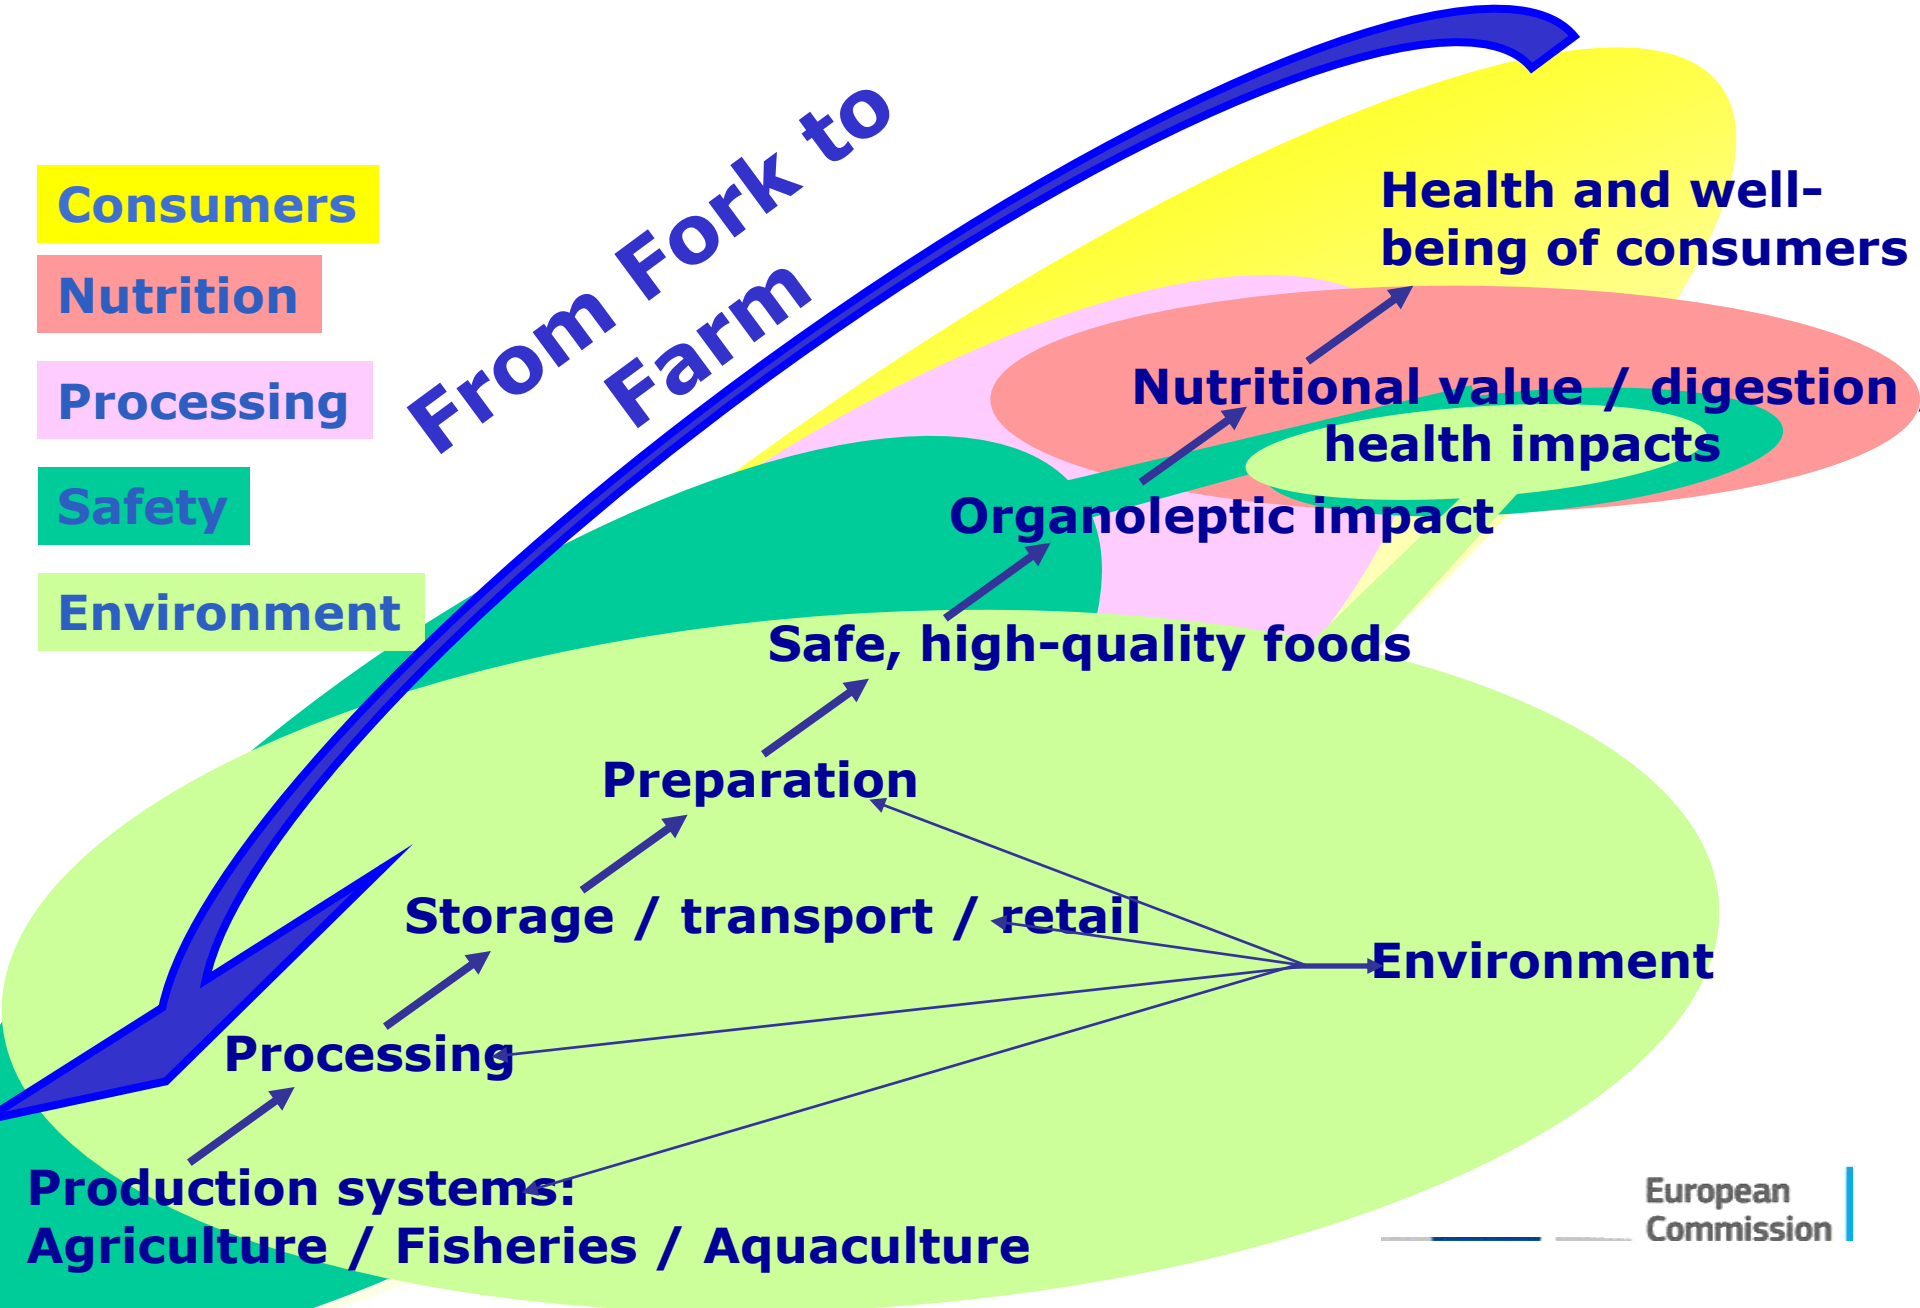 From Fork to
Farm
Consumers
Nutrition
Processing
Safety
Environment
Health and well-
being of consumers
Nutritional value / digestion
health impacts
Organoleptic impact
Safe, high-quality foods
Preparation
Storage / transport / retail
Environment
Processing
Production systems:
Agriculture / Fisheries / Aquaculture
European
Commission